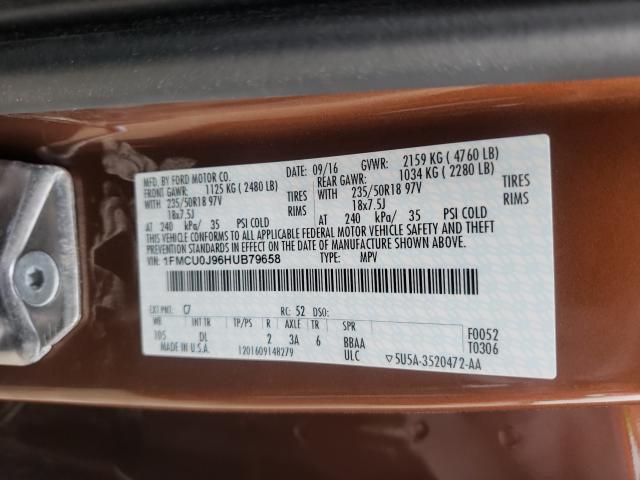 MFD. BY FORD MOTOR CO.
DATE: 09/16 GVWR: 2159 KG ( 4760 LB)
FRONT GAWR: 1125 KG ( 2480 LB) REAR GAWR: 1034 KG ( 2280 LB)
WITH 235/50R18 97V TIRES WITH 235/50R18 97V TIRES
18x7.5J RIMS 18x7.5J RIMS
AT 240 kPa/ 35 PSI COLD AT 240 kPa/ 35 PSI COLD
THIS VEHICLE CONFORMS TO ALL APPLICABLE FEDERAL MOTOR VEHICLE SAFETY AND THEFT
PREVENTION STANDARDS IN EFFECT ON THE DATE OF MANUFACTURE SHOWN ABOVE.
VIN: 1FMCU0J96HUB79658 TYPE: MPV
EXT PNT: C7 RC: 52 DSO:
WB INT TR TP/PS R AXLE TR SPR F0052
105 DL 2 3A 6 BBAA T0306
MADE IN U.S.A. 1201609148279 ULC 5U5A-3520472-AA